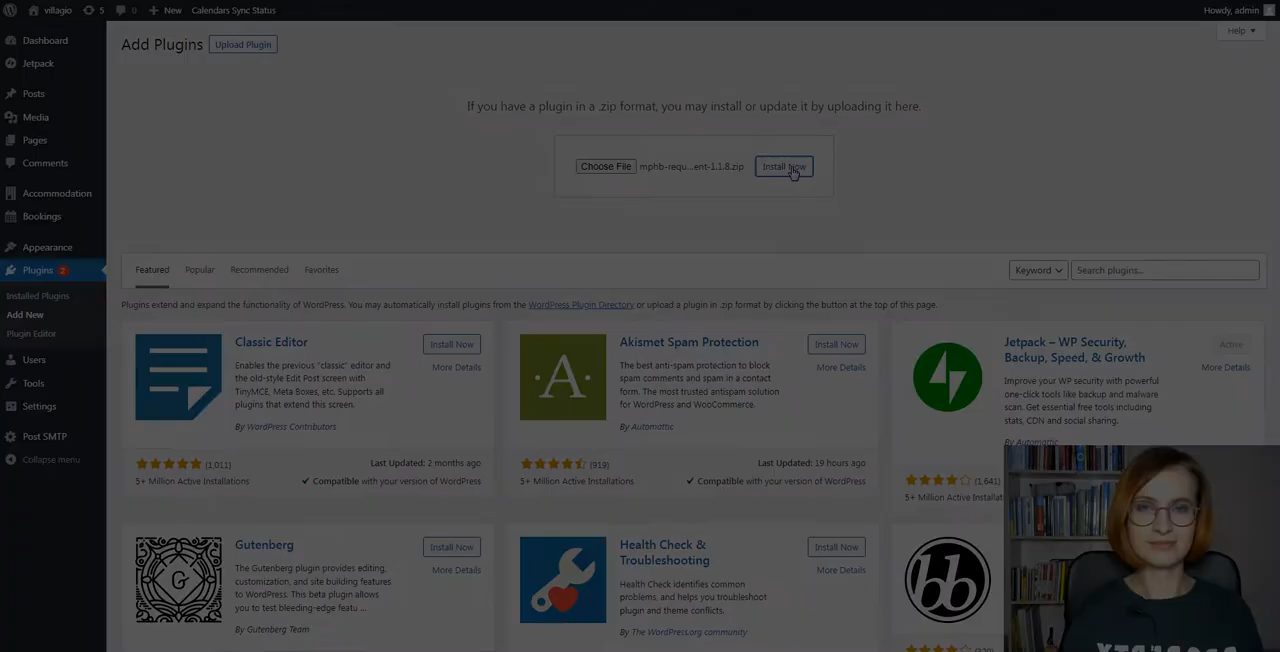 villagio
5
0
New
Calendars Sync Status
Howdy, admin
Dashboard
Jetpack
Posts
Media
Pages
Comments
Accommodation
Bookings
Appearance
Plugins 2
Installed Plugins
Add New
Plugin Editor
Users
Tools
Settings
Post SMTP
Collapse menu
Add Plugins
Upload Plugin
Help
If you have a plugin in a .zip format, you may install or update it by uploading it here.
Choose File mphb-requ...ent-1.1.8.zip
Install Now
Featured
Popular
Recommended
Favorites
Keyword
Search plugins...
Plugins extend and expand the functionality of WordPress. You may automatically install plugins from the WordPress Plugin Directory or upload a plugin in .zip format by clicking the button at the top of this page.
Classic Editor
Install Now
More Details
Enables the previous "classic" editor and
the old-style Edit Post screen with
TinyMCE, Meta Boxes, etc. Supports all
plugins that extend this screen.
By WordPress Contributors
(1,011)
Last Updated: 2 months ago
5+ Million Active Installations
Compatible with your version of WordPress
A
Akismet Spam Protection
Install Now
More Details
The best anti-spam protection to block
spam comments and spam in a contact
form. The most trusted antispam solution
for WordPress and WooCommerce.
By Automattic
(919)
Last Updated: 19 hours ago
5+ Million Active Installations
Compatible with your version of WordPress
Jetpack – WP Security,
Backup, Speed, & Growth
Active
More Details
Improve your WP security with powerful
one-click tools like backup and malware
scan. Get essential free tools including
stats, CDN and social sharing.
By Automattic
(1,641)
5+ Million Active
G
Gutenberg
Install Now
More Details
The Gutenberg plugin provides editing,
customization, and site building features
to WordPress. This beta plugin allows
you to test bleeding-edge featu ...
By Gutenberg Team
Health Check &
Troubleshooting
Install Now
More Details
Health Check identifies common
problems, and helps you troubleshoot
plugin and theme conflicts.
By The WordPress.org community
bb